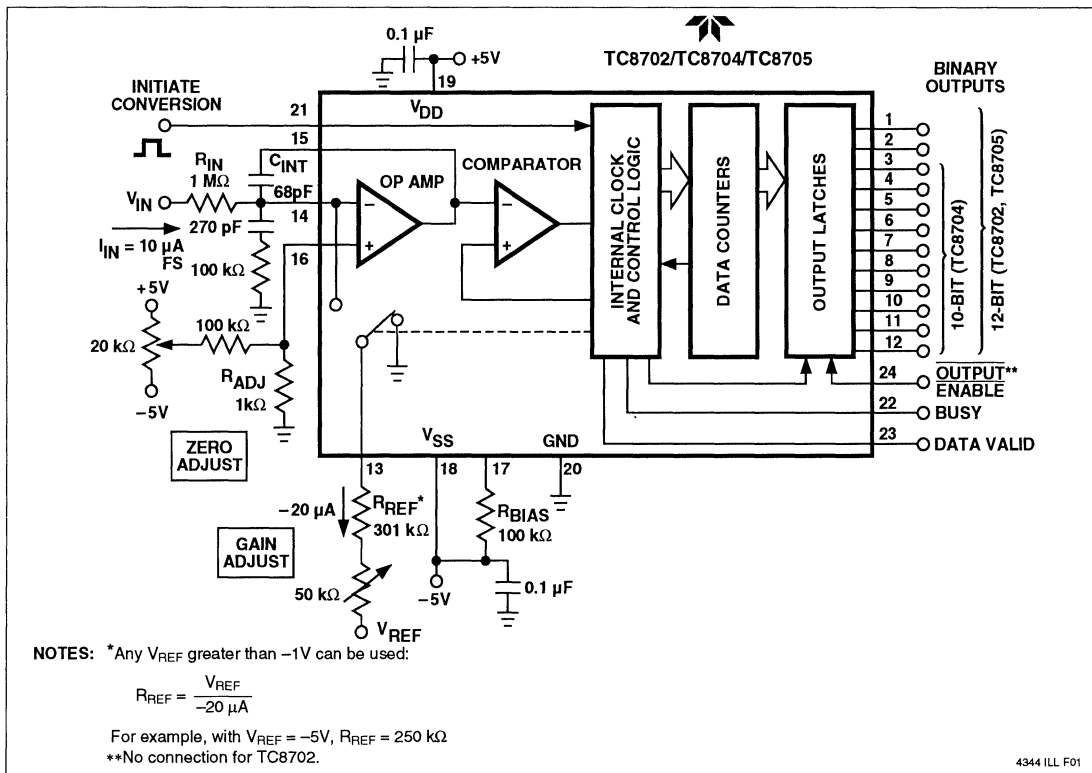 TC8702/TC8704/TC8705
0.1 µF
+5V
19
INITIATE
CONVERSION
21
VDD
BINARY
OUTPUTS
15
RIN
1 MΩ
CINT
68pF
VIN
14
270 pF
IIN = 10 µA
FS
16
100 kΩ
OP AMP
–
+
COMPARATOR
–
+
INTERNAL CLOCK
AND CONTROL LOGIC
DATA COUNTERS
OUTPUT LATCHES
1
2
3
4
5
6
7
8
9
10
11
12
10-BIT (TC8704)
12-BIT (TC8702, TC8705)
24
OUTPUT**
ENABLE
22
BUSY
23
DATA VALID
+5V
100 kΩ
20 kΩ
–5V
RADJ
1kΩ
ZERO
ADJUST
VSS
GND
13
18
17
20
–20 µA
RREF*
301 kΩ
RBIAS
100 kΩ
GAIN
ADJUST
50 kΩ
–5V
0.1 µF
VREF
NOTES: *Any VREF greater than –1V can be used:
RREF = VREF
–20 µA
For example, with VREF = –5V, RREF = 250 kΩ
**No connection for TC8702.
4344 ILL F01